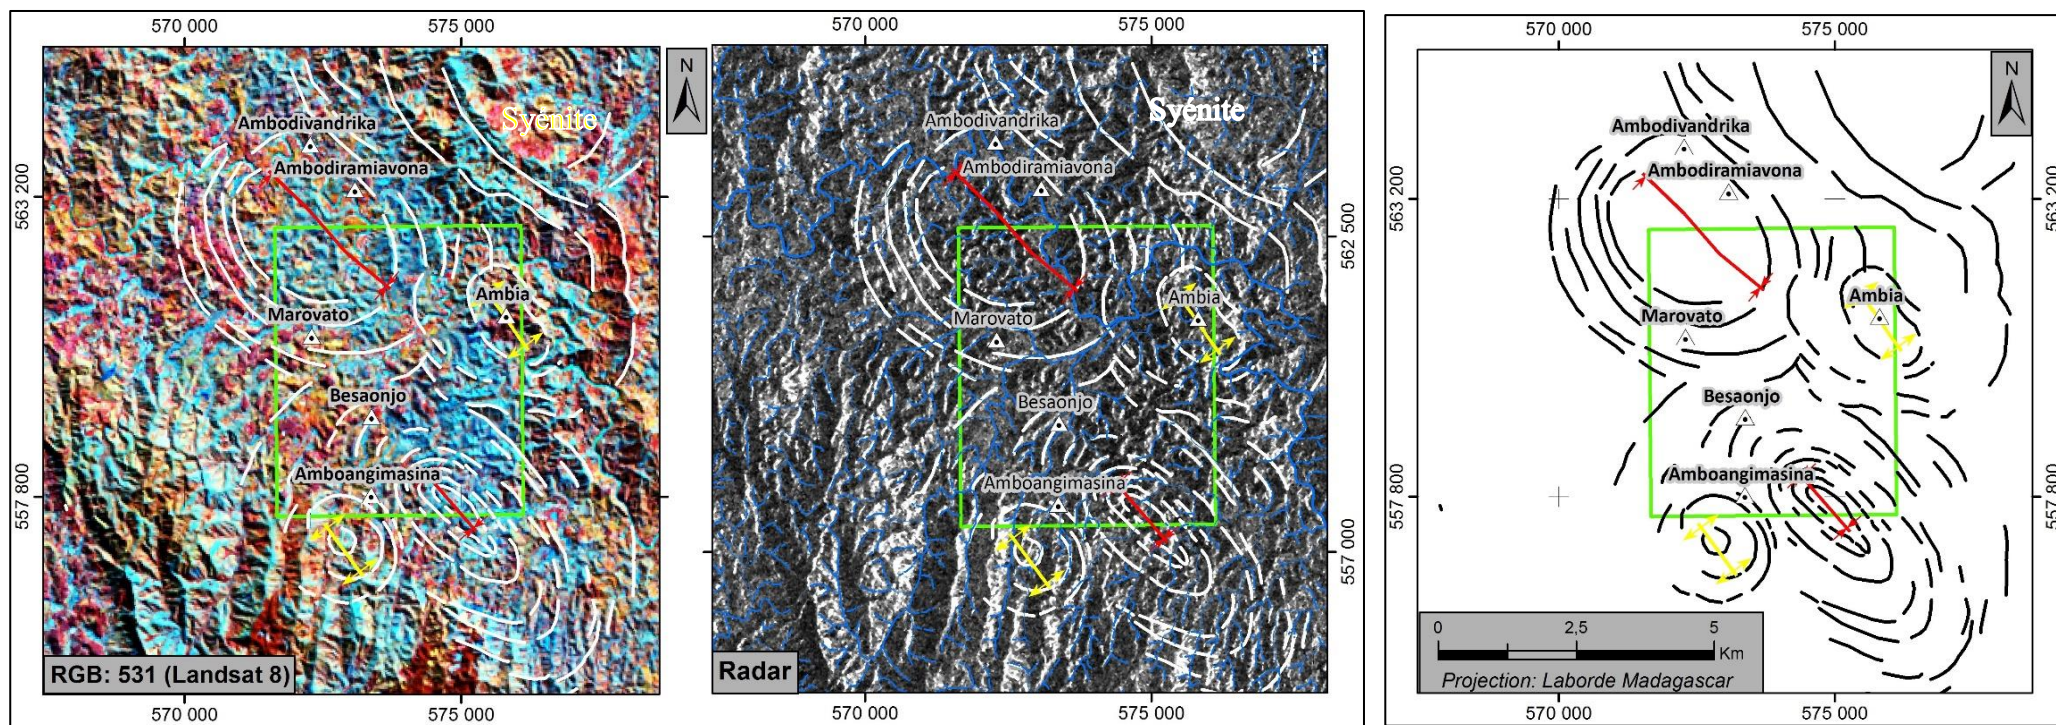 570 000
575 000
563 200
557 800
N
Syénite
Ambodivandrika
Ambodiramiavona
Ambia
Marovato
Besaonjo
Amboangimasina
RGB: 531 (Landsat 8)
570 000
575 000
570 000
575 000
Syénite
Ambodivandrika
Ambodiramiavona
Ambia
Marovato
Besaonjo
Amboangimasina
Radar
562 500
557 000
570 000
575 000
570 000
575 000
N
563 200
563 200
557 800
557 800
Ambodivandrika
Ambodiramiavona
Ambia
Marovato
Besaonjo
Amboangimasina
0
2,5
5
Km
Projection: Laborde Madagascar
570 000
575 000